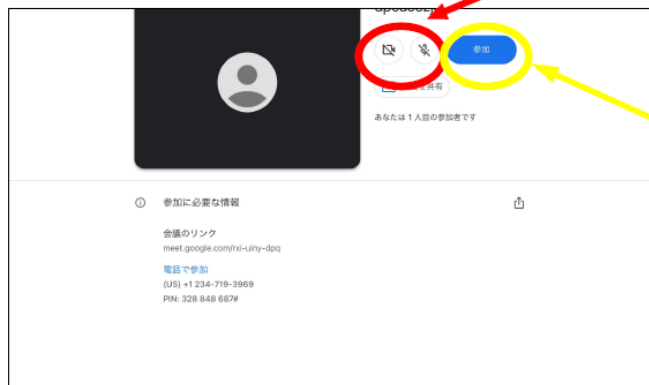 参加
共有
あなたは 1 人目の参加者です
参加に必要な情報
会議のリンク
meet.google.com/rxi-uiny-dpq
電話で参加
(US) +1 234-719-3969
PIN: 328 848 687#